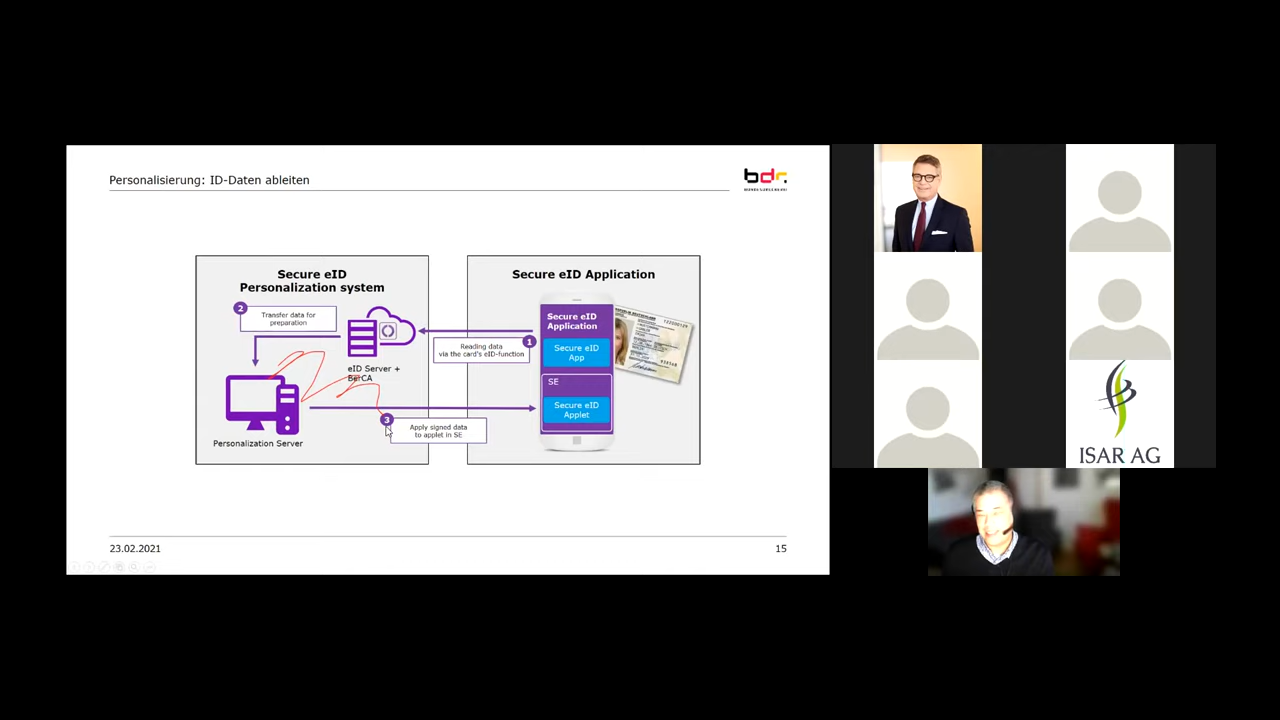 Personalisierung: ID-Daten ableiten
bdr.
Secure eID
Personalization system
2
Transfer data for
preparation
eID Server +
BerCA
Personalization Server
1
Reading data
via the card's eID-function
3
Apply signed data
to applet in SE
Secure eID Application
Secure eID
Application
Secure eID
App
SE
Secure eID
Applet
23.02.2021
15
ISAR AG